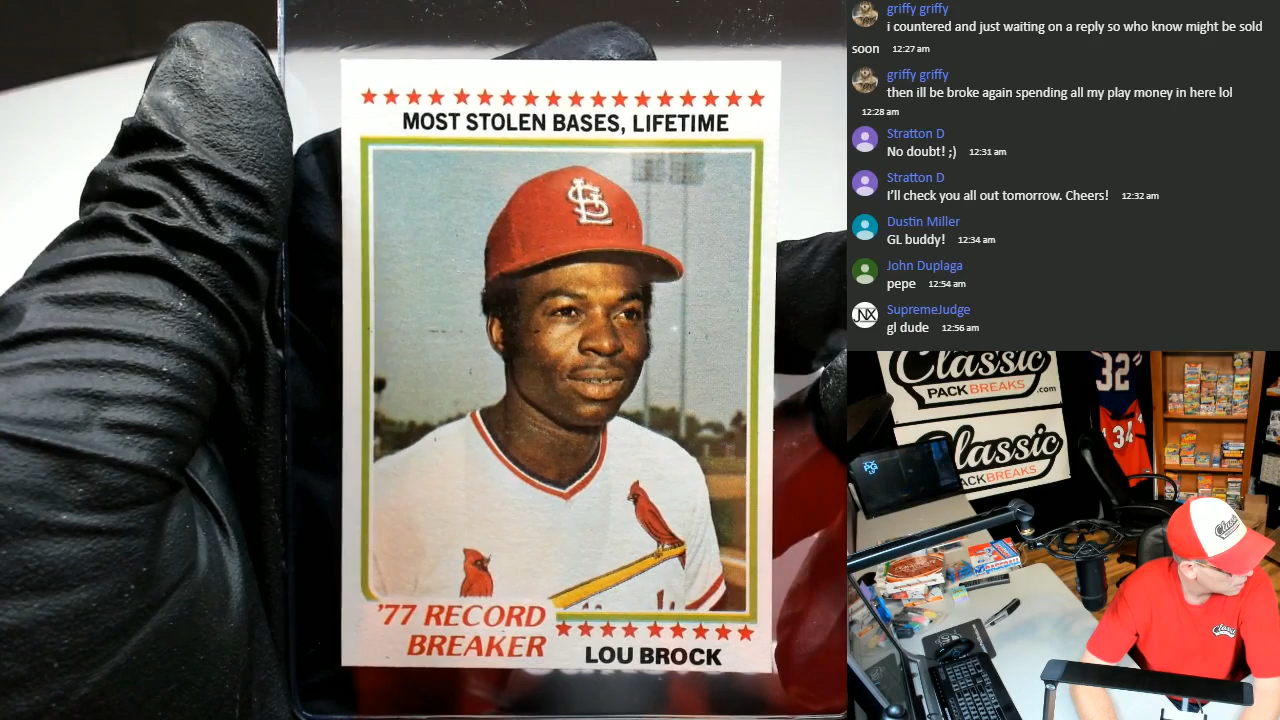 MOST STOLEN BASES, LIFETIME
StL
'77 RECORD
BREAKER
LOU BROCK
griffy griffy
i countered and just waiting on a reply so who know might be sold
soon 12:27 am
griffy griffy
then ill be broke again spending all my play money in here lol
12:28 am
Stratton D
No doubt! ;) 12:31 am
Stratton D
I'll check you all out tomorrow. Cheers! 12:32 am
Dustin Miller
GL buddy! 12:34 am
John Duplaga
pepe 12:54 am
JNX
SupremeJudge
gl dude 12:56 am
Classic
PACKBREAKS.com
Classic
ACKBREAKS
32
34
Classic